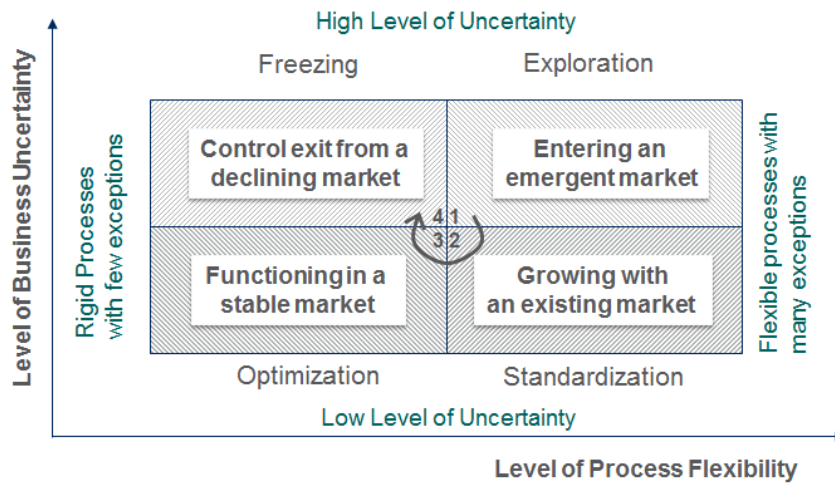 High Level of Uncertainty
Freezing
Exploration
Level of Business Uncertainty
Rigid Processes
with few exceptions
Control exit from a
declining market
Entering an
emergent market
4 1
3 2
Functioning in a
stable market
Growing with
an existing market
Flexible processes with
many exceptions
Optimization
Standardization
Low Level of Uncertainty
Level of Process Flexibility